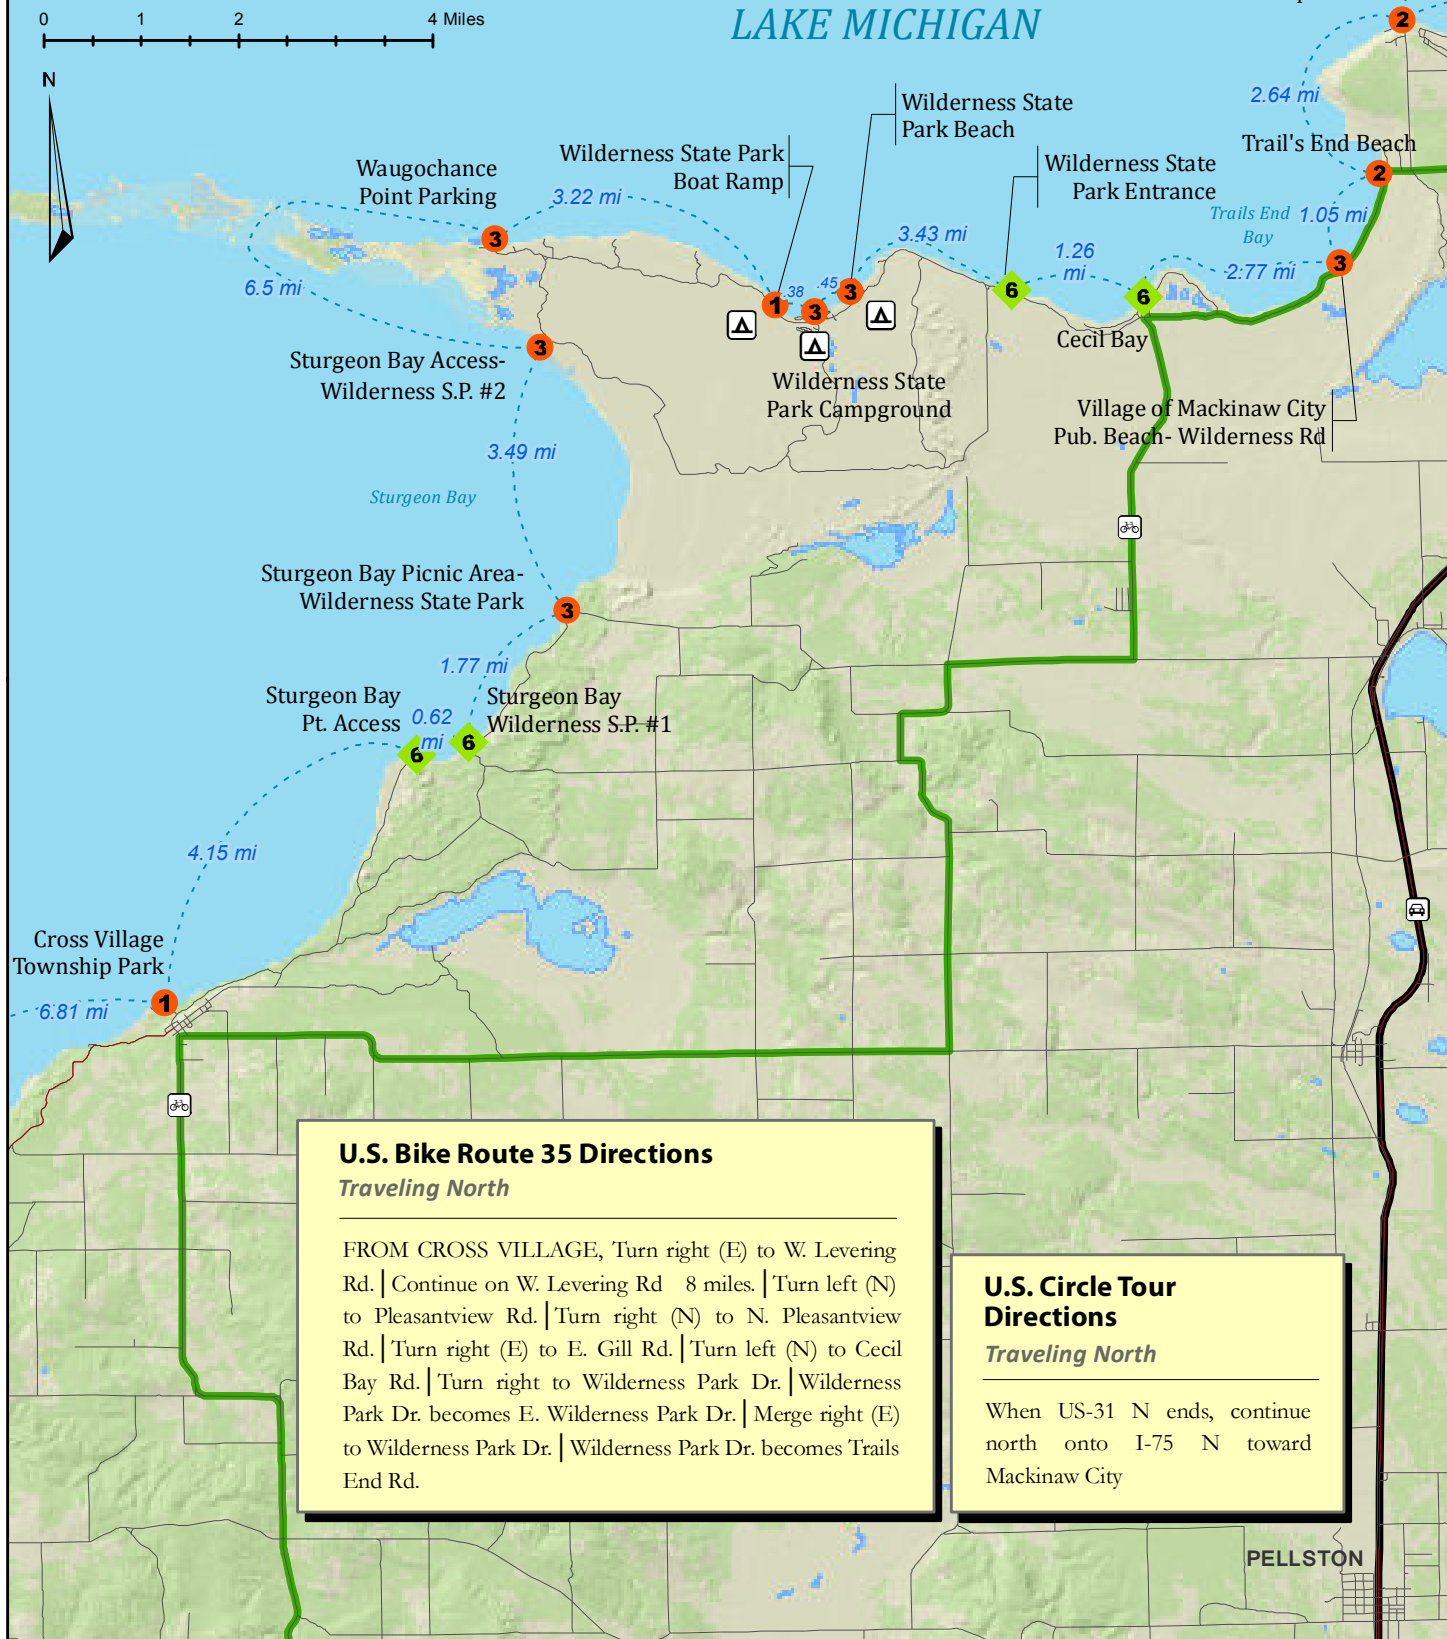 0 1 2 4 Miles
LAKE MICHIGAN
N
2
2.64 mi
Wilderness State
Park Beach
Trail's End Beach
2
Wilderness State Park
Boat Ramp
Wilderness State
Park Entrance
Waugochance
Point Parking
3.22 mi
Trails End
Bay
1.05 mi
3
3.43 mi
1.26
mi
2.77 mi
3
6.5 mi
1
.38
3
.45
3
6
6
Cecil Bay
3
Sturgeon Bay Access-
Wilderness S.P. #2
Wilderness State
Park Campground
Village of Mackinaw City
Pub. Beach- Wilderness Rd
3.49 mi
Sturgeon Bay
Sturgeon Bay Picnic Area-
Wilderness State Park
3
1.77 mi
Sturgeon Bay
Pt. Access
0.62
mi
Sturgeon Bay
Wilderness S.P. #1
6
6
4.15 mi
Cross Village
Township Park
1
6.81 mi
U.S. Bike Route 35 Directions
Traveling North
FROM CROSS VILLAGE, Turn right (E) to W. Levering
Rd. | Continue on W. Levering Rd 8 miles. | Turn left (N)
to Pleasantview Rd. | Turn right (N) to N. Pleasantview
Rd. | Turn right (E) to E. Gill Rd. | Turn left (N) to Cecil
Bay Rd. | Turn right to Wilderness Park Dr. | Wilderness
Park Dr. becomes E. Wilderness Park Dr. | Merge right (E)
to Wilderness Park Dr. | Wilderness Park Dr. becomes Trails
End Rd.
U.S. Circle Tour
Directions
Traveling North
When US-31 N ends, continue
north onto I-75 N toward
Mackinaw City
PELLSTON